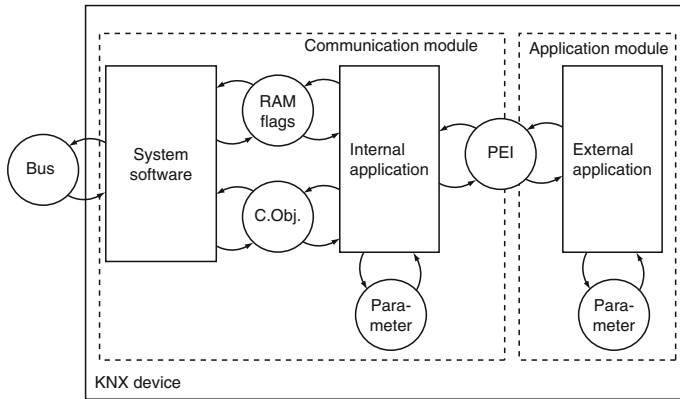 Communication module
Application module
Bus
System
software
RAM
flags
C.Obj.
Internal
application
PEI
External
application
Para-
meter
Para-
meter
KNX device